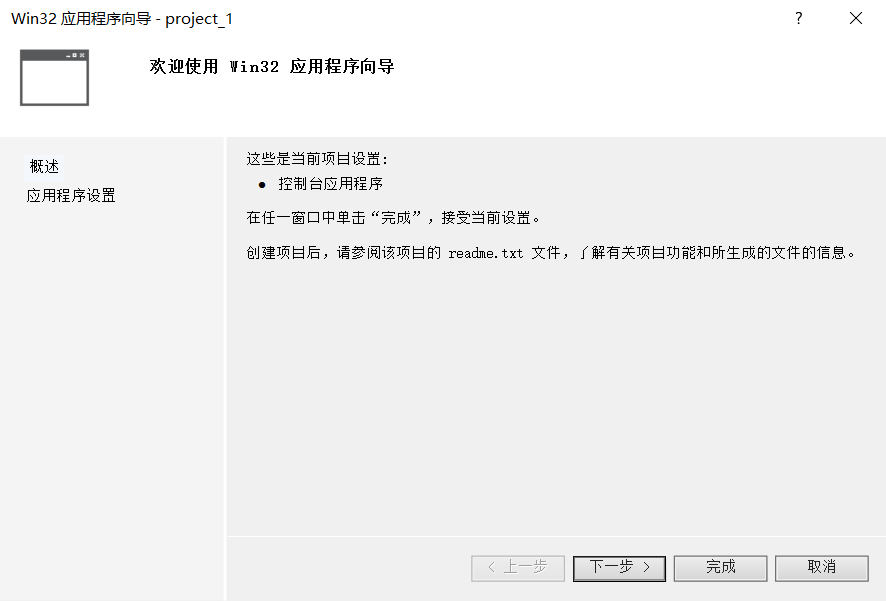 Win32 应用程序向导 - project_1
?
欢迎使用 Win32 应用程序向导
概述
应用程序设置
这些是当前项目设置:
● 控制台应用程序
在任一窗口中单击“完成”，接受当前设置。
创建项目后，请参阅该项目的 readme.txt 文件，了解有关项目功能和所生成的文件的信息。
< 上一步
下一步 >
完成
取消